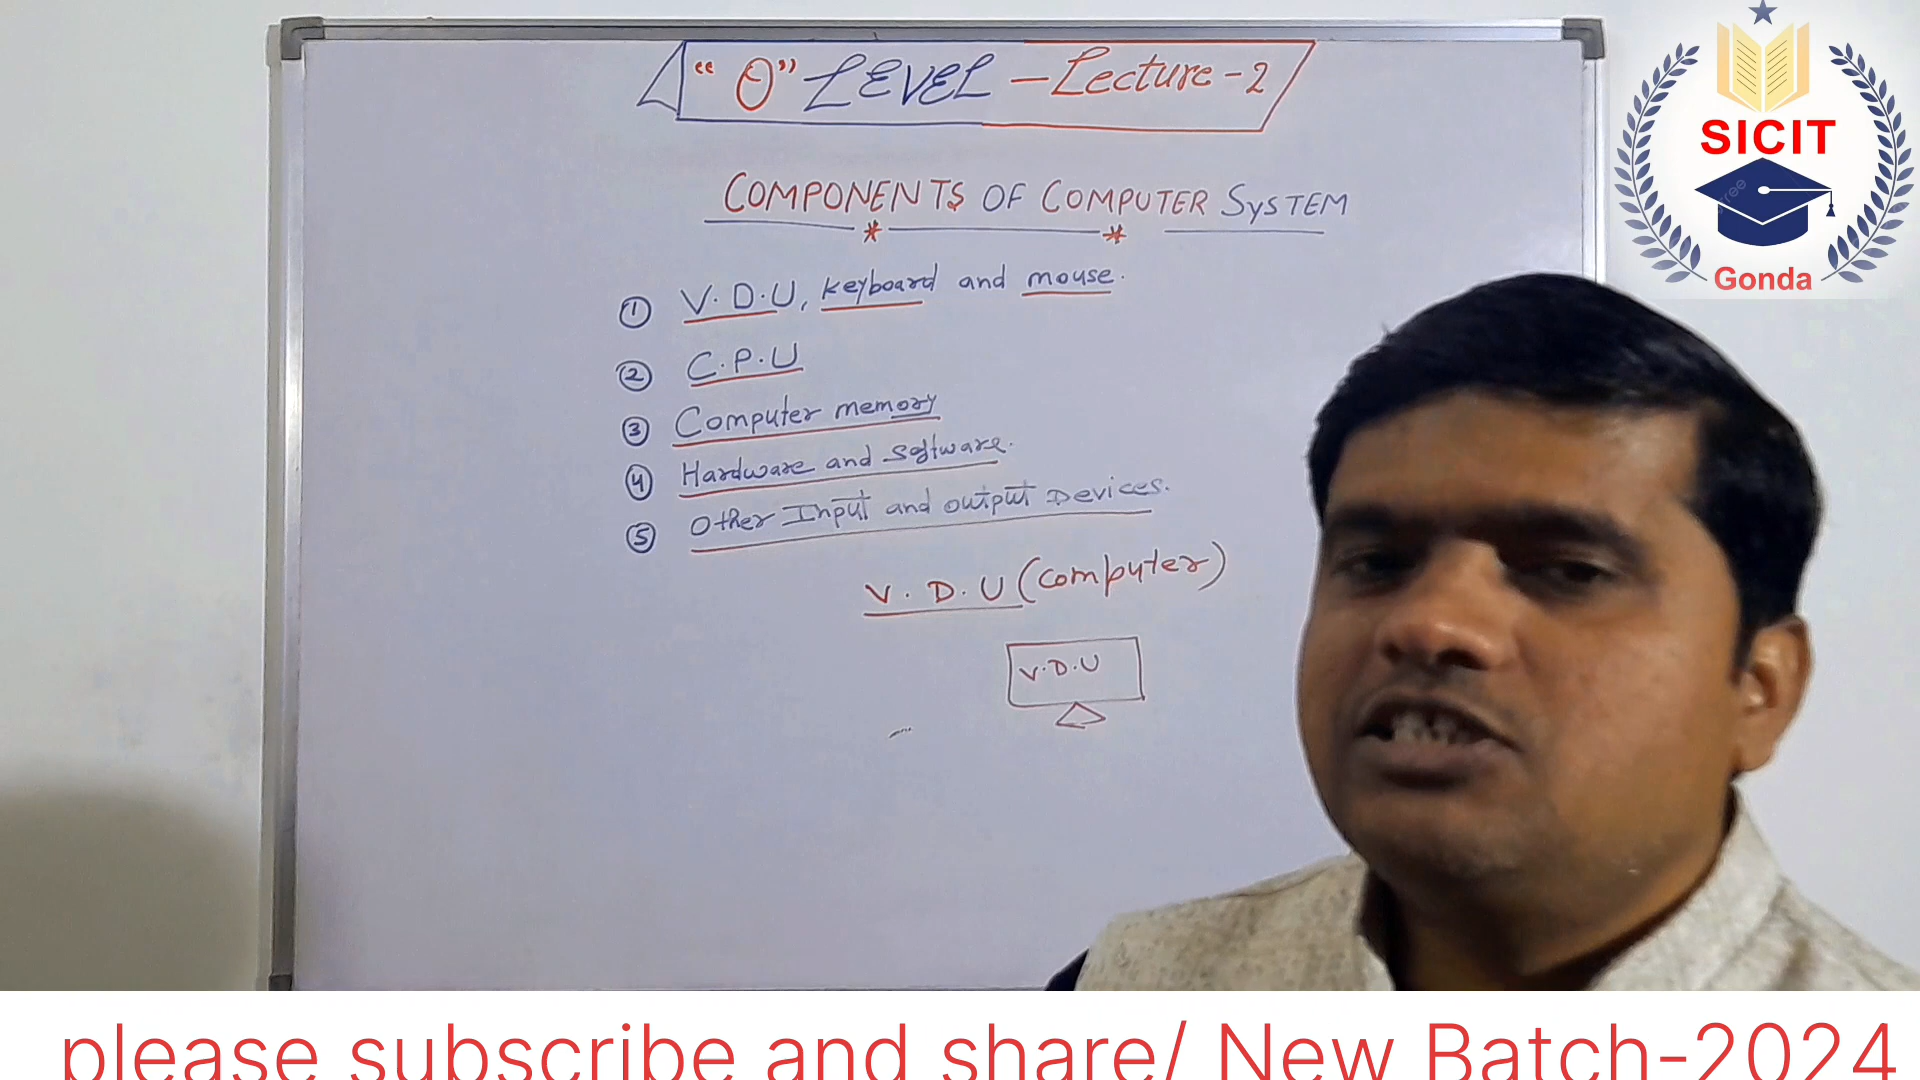 "O" LEVEL - Lecture - 2
COMPONENTS OF COMPUTER SYSTEM
① V.D.U, Keyboard and mouse.
② C.P.U
③ Computer memory
④ Hardware and software.
⑤ Other Input and output Devices.
V.D.U (Computer)
V.D.U
SICIT
Gonda
please subscribe and share/ New Batch-2024